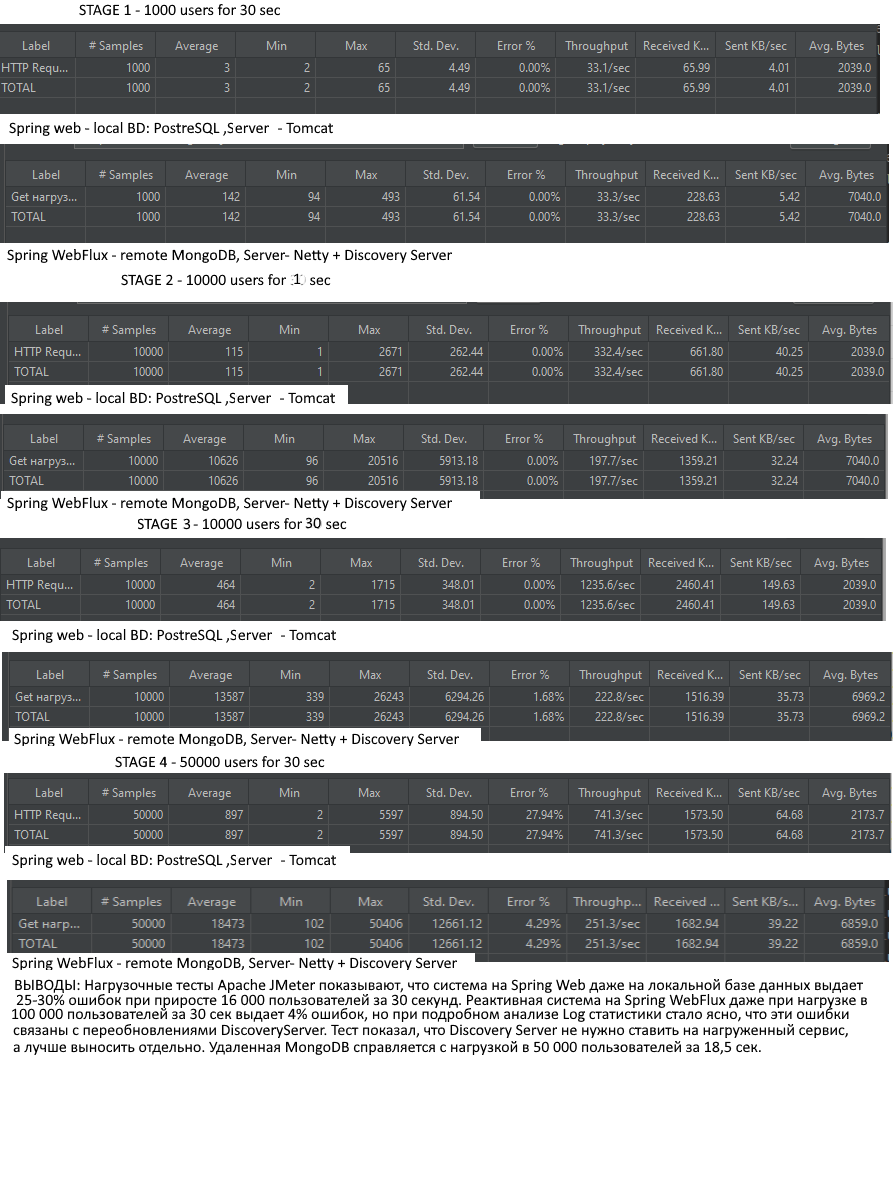 STAGE 1 - 1000 users for 30 sec
Label # Samples Average Min Max Std. Dev. Error % Throughput Received K... Sent KB/sec Avg. Bytes
HTTP Requ... 1000 3 2 65 4.49 0.00% 33.1/sec 65.99 4.01 2039.0
TOTAL 1000 3 2 65 4.49 0.00% 33.1/sec 65.99 4.01 2039.0
Spring web - local BD: PostreSQL ,Server - Tomcat
Label # Samples Average Min Max Std. Dev. Error % Throughput Received K... Sent KB/sec Avg. Bytes
Get нагруз... 1000 142 94 493 61.54 0.00% 33.3/sec 228.63 5.42 7040.0
TOTAL 1000 142 94 493 61.54 0.00% 33.3/sec 228.63 5.42 7040.0
Spring WebFlux - remote MongoDB, Server- Netty + Discovery Server
STAGE 2 - 10000 users for 1 sec
Label # Samples Average Min Max Std. Dev. Error % Throughput Received K... Sent KB/sec Avg. Bytes
HTTP Requ... 10000 115 1 2671 262.44 0.00% 332.4/sec 661.80 40.25 2039.0
TOTAL 10000 115 1 2671 262.44 0.00% 332.4/sec 661.80 40.25 2039.0
Spring web - local BD: PostreSQL ,Server - Tomcat
Label # Samples Average Min Max Std. Dev. Error % Throughput Received K... Sent KB/sec Avg. Bytes
Get нагруз... 10000 10626 96 20516 5913.18 0.00% 197.7/sec 1359.21 32.24 7040.0
TOTAL 10000 10626 96 20516 5913.18 0.00% 197.7/sec 1359.21 32.24 7040.0
Spring WebFlux - remote MongoDB, Server- Netty + Discovery Server
STAGE 3 - 10000 users for 30 sec
Label # Samples Average Min Max Std. Dev. Error % Throughput Received K... Sent KB/sec Avg. Bytes
HTTP Requ... 10000 464 2 1715 348.01 0.00% 1235.6/sec 2460.41 149.63 2039.0
TOTAL 10000 464 2 1715 348.01 0.00% 1235.6/sec 2460.41 149.63 2039.0
Spring web - local BD: PostreSQL ,Server - Tomcat
Label # Samples Average Min Max Std. Dev. Error % Throughput Received K... Sent KB/sec Avg. Bytes
Get нагруз... 10000 13587 339 26243 6294.26 1.68% 222.8/sec 1516.39 35.73 6969.2
TOTAL 10000 13587 339 26243 6294.26 1.68% 222.8/sec 1516.39 35.73 6969.2
Spring WebFlux - remote MongoDB, Server- Netty + Discovery Server
STAGE 4 - 50000 users for 30 sec
Label # Samples Average Min Max Std. Dev. Error % Throughput Received K... Sent KB/sec Avg. Bytes
HTTP Requ... 50000 897 2 5597 894.50 27.94% 741.3/sec 1573.50 64.68 2173.7
TOTAL 50000 897 2 5597 894.50 27.94% 741.3/sec 1573.50 64.68 2173.7
Spring web - local BD: PostreSQL ,Server - Tomcat
Label # Samples Average Min Max Std. Dev. Error % Throughp... Received ... Sent KB/s... Avg. Bytes
Get нагр... 50000 18473 102 50406 12661.12 4.29% 251.3/sec 1682.94 39.22 6859.0
TOTAL 50000 18473 102 50406 12661.12 4.29% 251.3/sec 1682.94 39.22 6859.0
Spring WebFlux - remote MongoDB, Server- Netty + Discovery Server
ВЫВОДЫ: Нагрузочные тесты Apache JMeter показывают, что система на Spring Web даже на локальной базе данных выдает
25-30% ошибок при приросте 16 000 пользователей за 30 секунд. Реактивная система на Spring WebFlux даже при нагрузке в
100 000 пользователей за 30 сек выдает 4% ошибок, но при подробном анализе Log статистики стало ясно, что эти ошибки
связаны с переобновлениями DiscoveryServer. Тест показал, что Discovery Server не нужно ставить на нагруженный сервис,
а лучше выносить отдельно. Удаленная MongoDB справляется с нагрузкой в 50 000 пользователей за 18,5 сек.